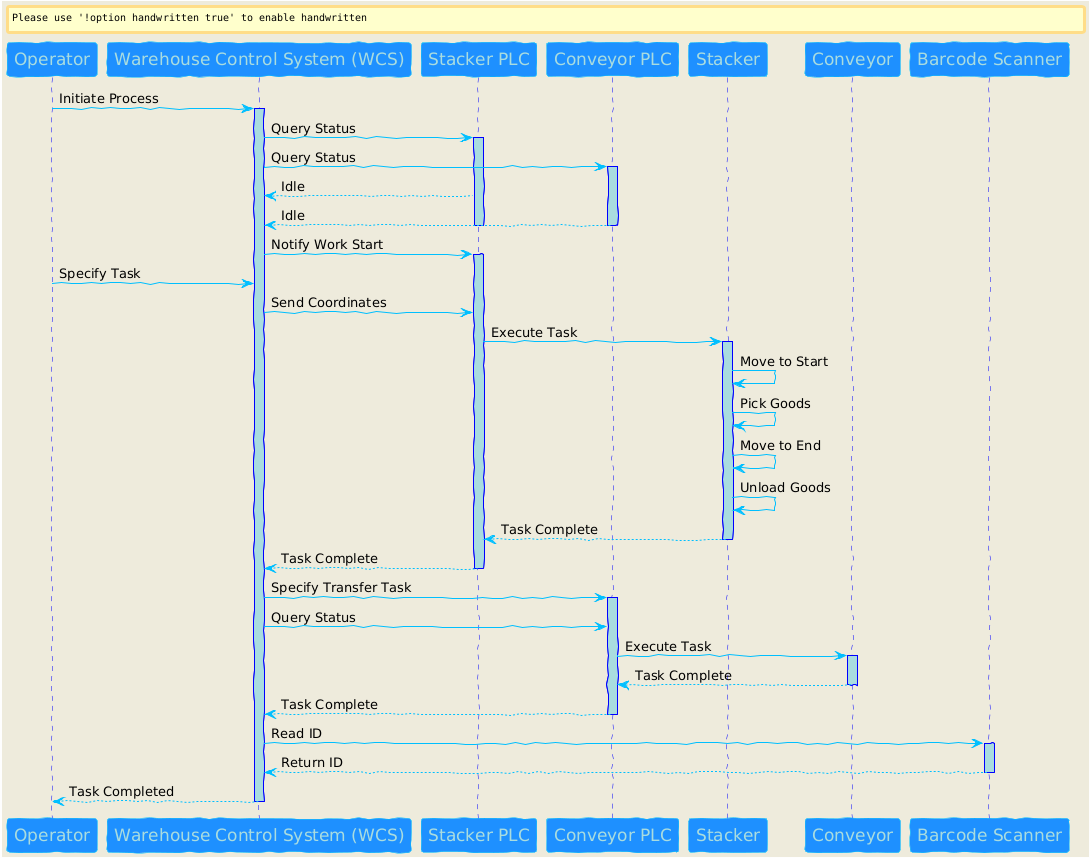 Please use '!option handwritten true' to enable handwritten
Operator Warehouse Control System (WCS) Stacker PLC Conveyor PLC Stacker Conveyor Barcode Scanner
Initiate Process
Query Status
Query Status
Idle
Idle
Notify Work Start
Specify Task
Send Coordinates
Execute Task
Move to Start
Pick Goods
Move to End
Unload Goods
Task Complete
Task Complete
Specify Transfer Task
Query Status
Execute Task
Task Complete
Task Complete
Read ID
Return ID
Task Completed
Operator Warehouse Control System (WCS) Stacker PLC Conveyor PLC Stacker Conveyor Barcode Scanner